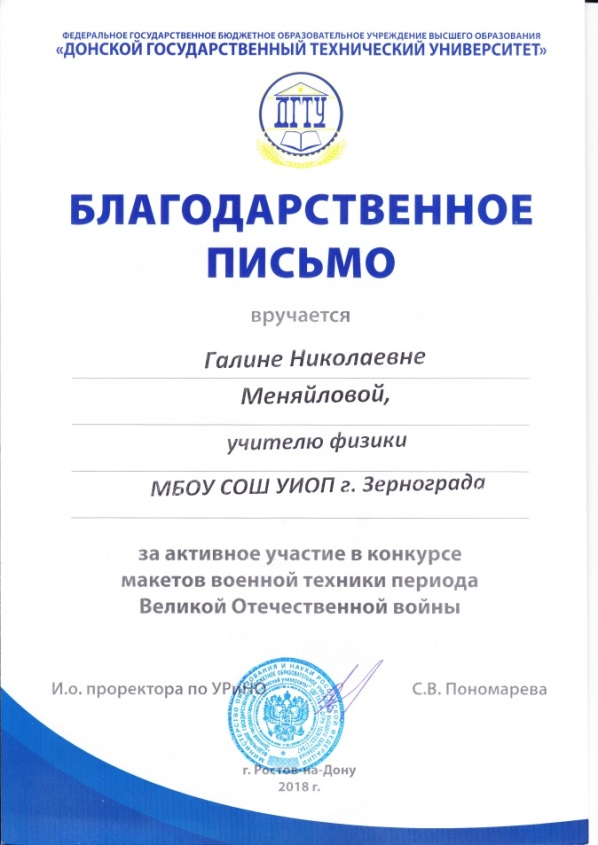 ФЕДЕРАЛЬНОЕ ГОСУДАРСТВЕННОЕ БЮДЖЕТНОЕ ОБРАЗОВАТЕЛЬНОЕ УЧРЕЖДЕНИЕ ВЫСШЕГО ОБРАЗОВАНИЯ
«ДОНСКОЙ ГОСУДАРСТВЕННЫЙ ТЕХНИЧЕСКИЙ УНИВЕРСИТЕТ»
ДГТУ
БЛАГОДАРСТВЕННОЕ
ПИСЬМО
вручается
Галине Николаевне
Меняйловой,
учителю физики
МБОУ СОШ УИОП г. Зернограда
за активное участие в конкурсе
макетов военной техники периода
Великой Отечественной войны
И.о. проректора по УРиНО
С.В. Пономарева
г. Ростов-на-Дону
2018 г.